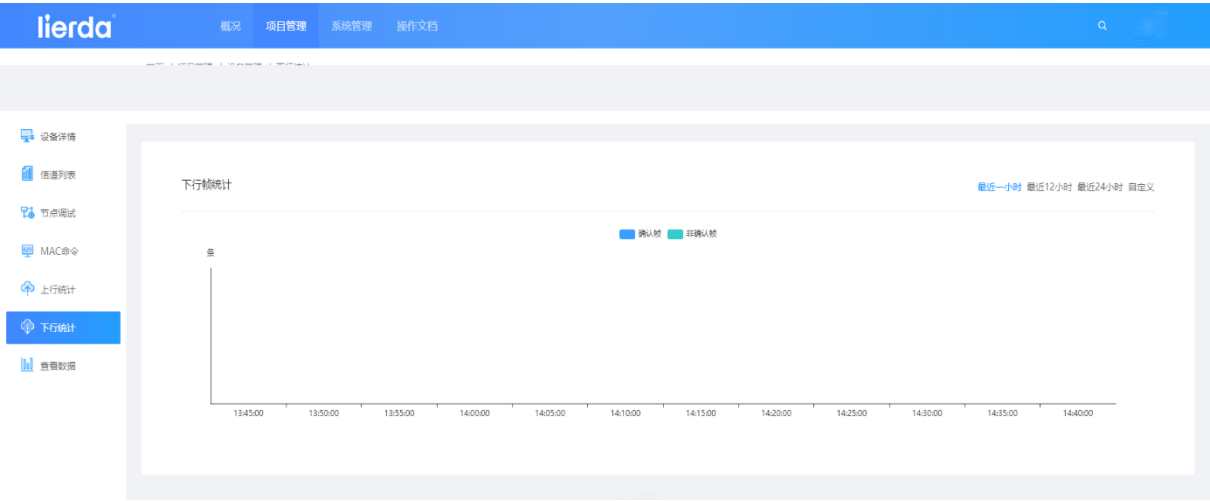 lierda
概况 项目管理 系统管理 操作文档
设备详情
信道列表
节点调试
MAC命令
上行统计
下行统计
查看数据
下行帧统计
最近一小时 最近12小时 最近24小时 自定义
确认帧 非确认帧
条
13:45:00 13:50:00 13:55:00 14:00:00 14:05:00 14:10:00 14:15:00 14:20:00 14:25:00 14:30:00 14:35:00 14:40:00